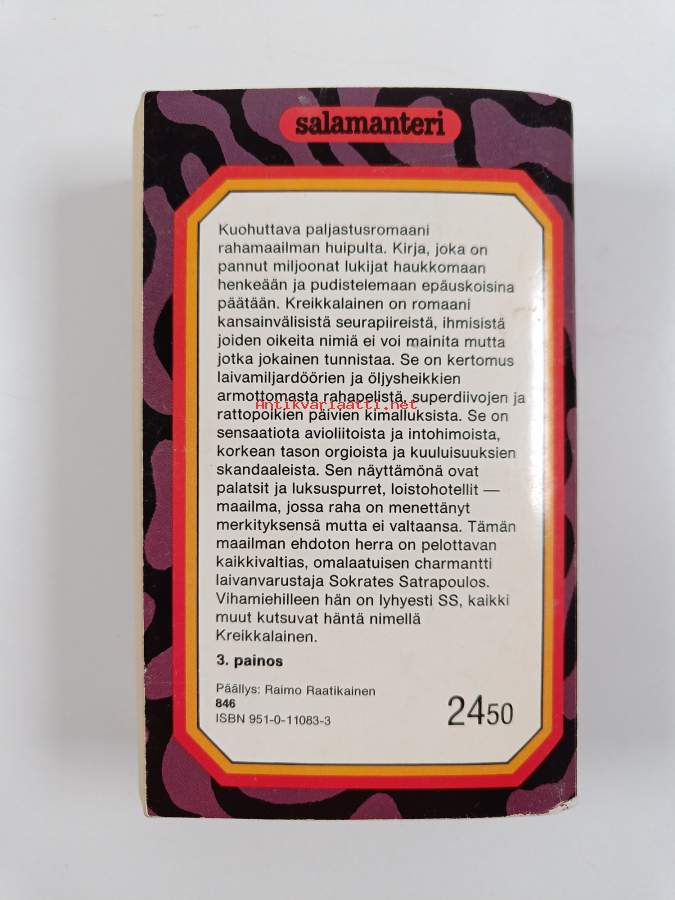 salamanteri
Kuohuttava paljastusromaani
rahamaailman huipulta. Kirja, joka on
pannut miljoonat lukijat haukkomaan
henkeään ja pudistelemaan epäuskoisina
päätään. Kreikkalainen on romaani
kansainvälisistä seurapiireistä, ihmisistä
joiden oikeita nimiä ei voi mainita mutta
jotka jokainen tunnistaa. Se on kertomus
laivamiljardöörien ja öljysheikkien
armottomasta rahapelistä, superdiivojen ja
Antikvariaatti.net
rattopoikien päivien kimalluksista. Se on
sensaatiota avioliitoista ja intohimoista,
korkean tason orgioista ja kuuluisuuksien
skandaaleista. Sen näyttämönä ovat
palatsit ja luksuspurret, loistohotellit —
maailma, jossa raha on menettänyt
merkityksensä mutta ei valtaansa. Tämän
maailman ehdoton herra on pelottavan
kaikkivaltias, omalaatuisen charmantti
laivanvarustaja Sokrates Satrapoulos.
Vihamiehilleen hän on lyhyesti SS, kaikki
muut kutsuvat häntä nimellä
Kreikkalainen.
3. painos
Päällys: Raimo Raatikainen
846
ISBN 951-0-11083-3
2450